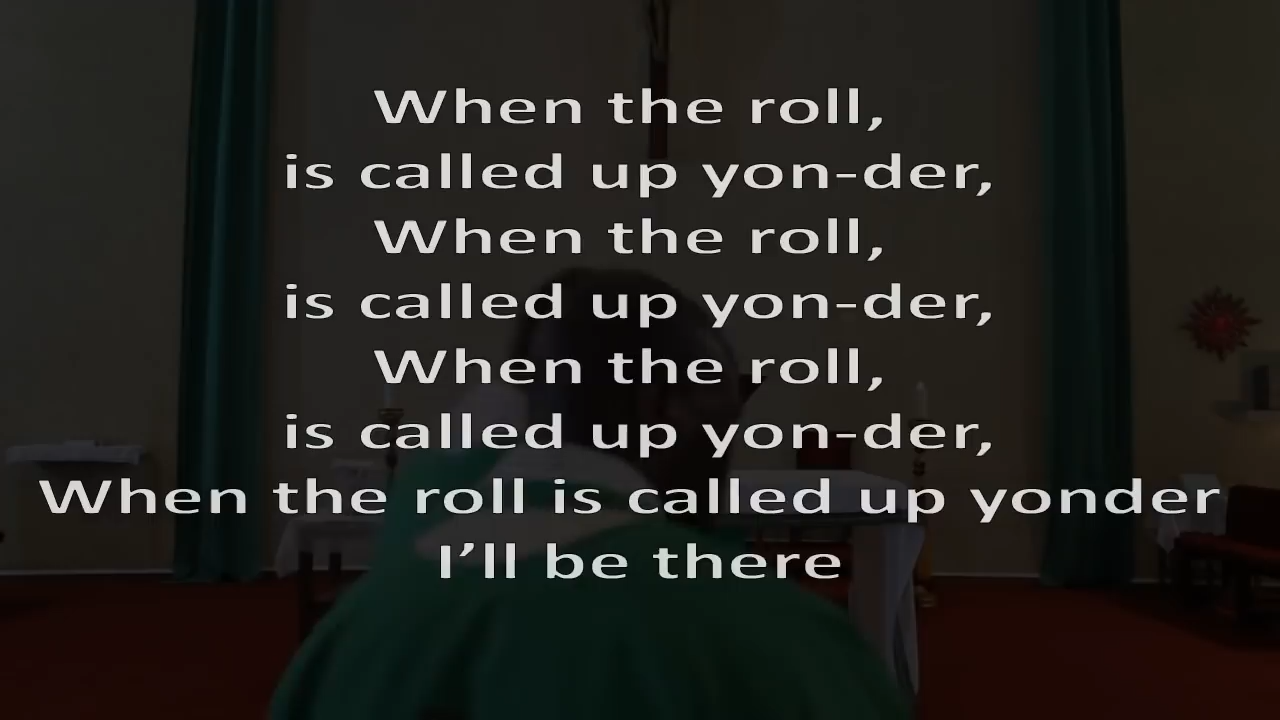 When the roll,
is called up yon-der,
When the roll,
is called up yon-der,
When the roll,
is called up yon-der,
When the roll is called up yonder
I’ll be there